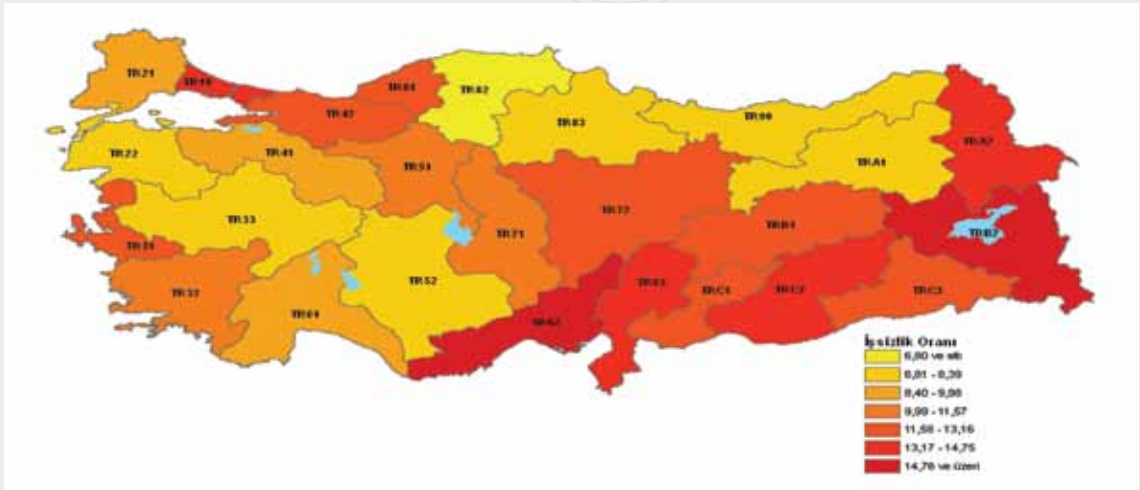 TR21
TR10
TR81
TR82
TR42
TR83
TR90
TR22
TR41
TR51
TRA1
TRA2
TR33
TR72
TR71
TRB1
TRB2
TR31
TR32
TR52
TR61
TR62
TR63
TRC1
TRC2
TRC3
İşsizlik Oranı
6,80 ve altı
6,81 - 8,39
8,40 - 9,98
9,99 - 11,57
11,58 - 13,16
13,17 - 14,75
14,76 ve üzeri